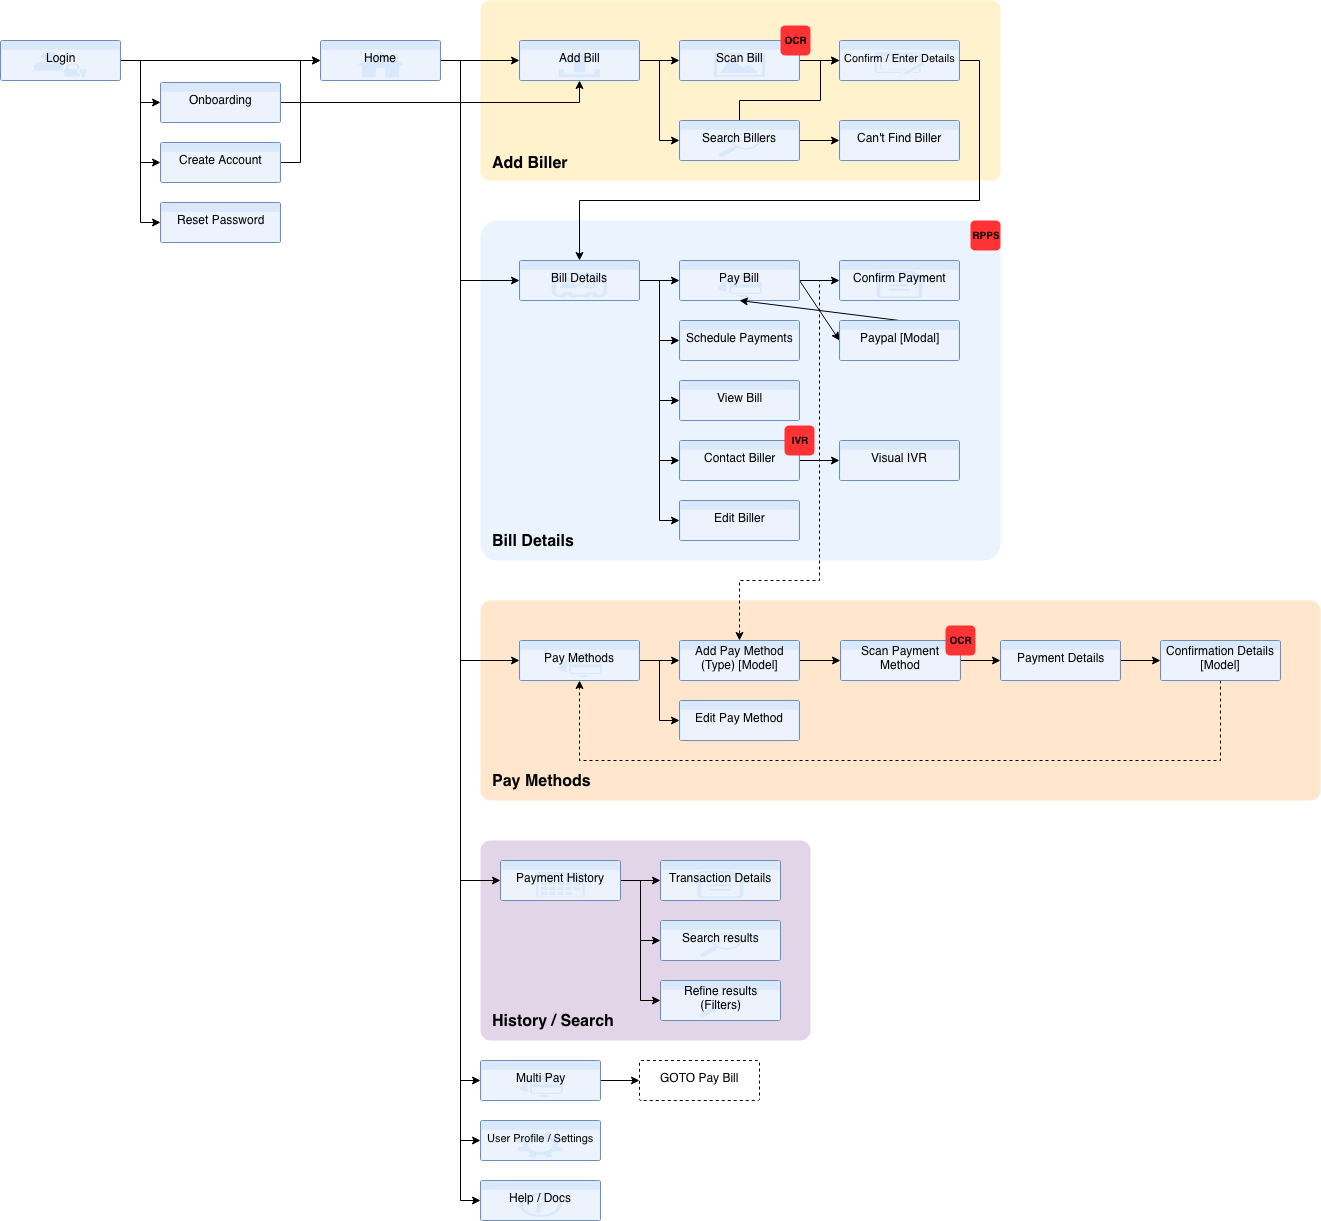 Login
Home
Onboarding
Create Account
Reset Password
Add Bill
Scan Bill
OCR
Confirm / Enter Details
Search Billers
Can't Find Biller
Add Biller
RPPS
Bill Details
Pay Bill
Confirm Payment
Schedule Payments
Paypal [Modal]
View Bill
Contact Biller
IVR
Visual IVR
Edit Biller
Bill Details
Pay Methods
Add Pay Method
(Type) [Model]
Scan Payment
Method
OCR
Payment Details
Confirmation Details
[Model]
Edit Pay Method
Pay Methods
Payment History
Transaction Details
Search results
Refine results
(Filters)
History / Search
Multi Pay
GOTO Pay Bill
User Profile / Settings
Help / Docs